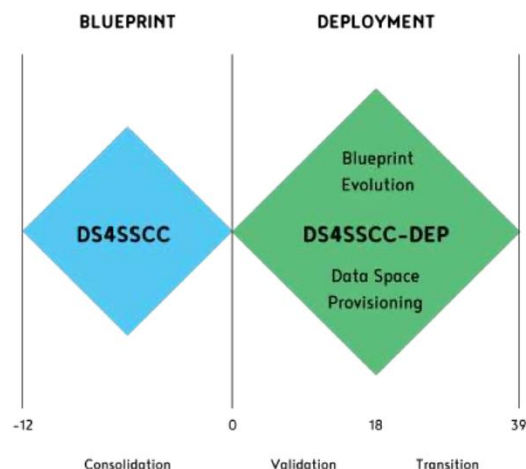 BLUEPRINT DEPLOYMENT
Blueprint
Evolution
DS4SSCC DS4SSCC-DEP
Data Space
Provisioning
-12 0 18 39
Consolidation Validation Transition